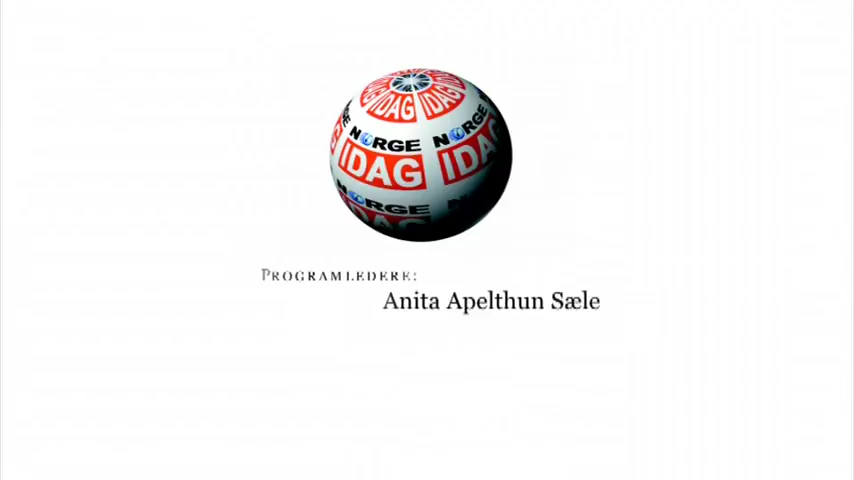 NORGE NORGE
IDAG IDAG
NORGE
IDAG
PROGRAMLEDERE:
Anita Apelthun Sæle